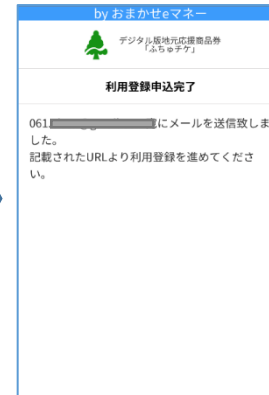 by おまかせeマネー
デジタル版地元応援商品券
「ふちゅチケ」
利用登録申込完了
061 にメールを送信致しま
した。
記載されたURLより利用登録を進めてくださ
い。